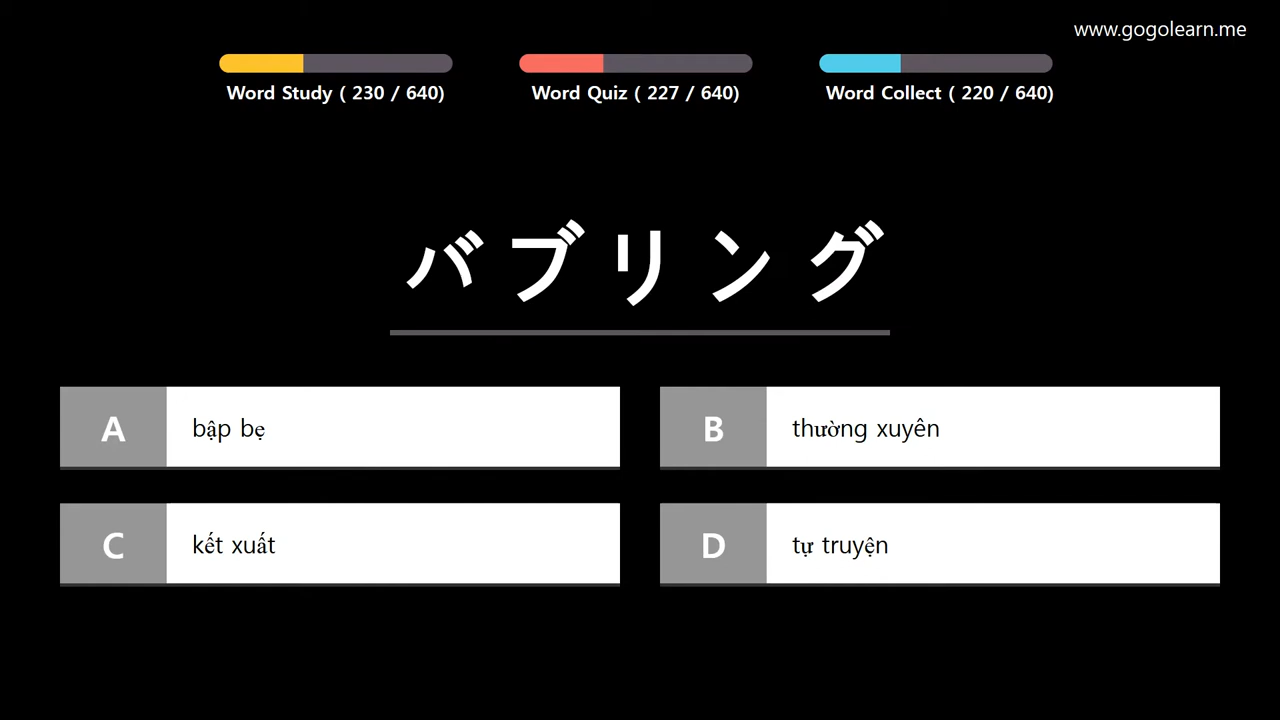 www.gogolearn.me
Word Study ( 230 / 640)
Word Quiz ( 227 / 640)
Word Collect ( 220 / 640)
バブリング
A bập bẹ
B thường xuyên
C kết xuất
D tự truyện